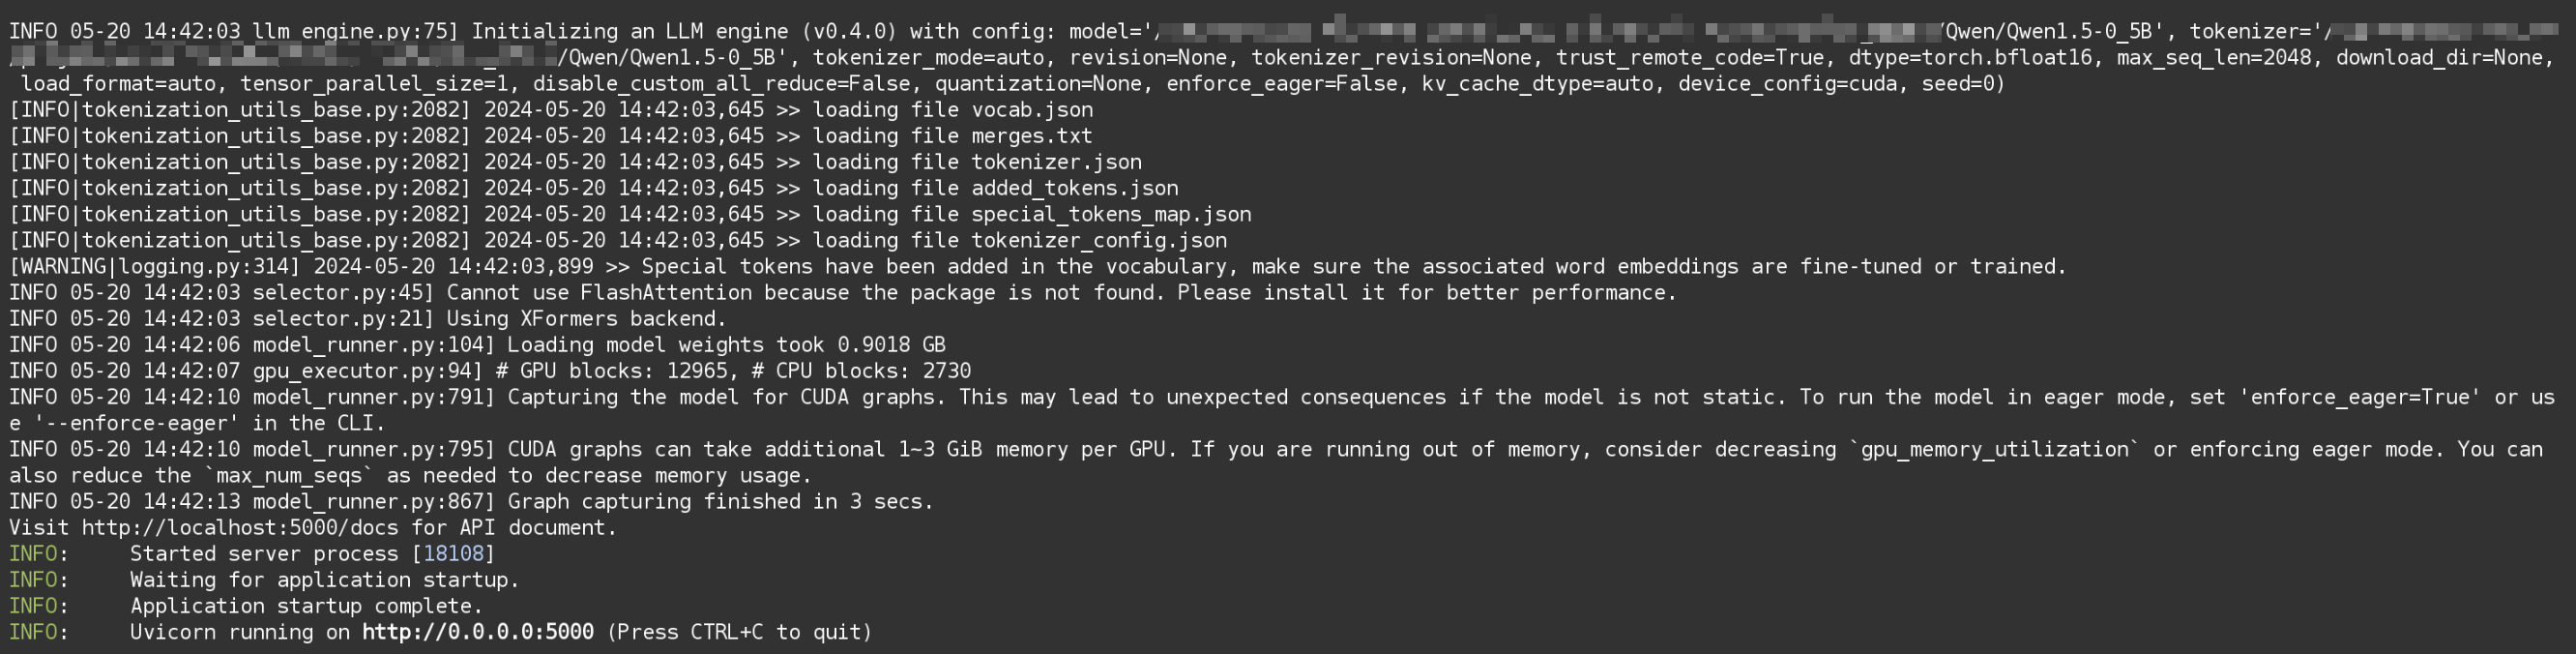 INFO 05-20 14:42:03 llm_engine.py:75] Initializing an LLM engine (v0.4.0) with config: model='/ /Qwen/Qwen1.5-0_5B', tokenizer='/
/Qwen/Qwen1.5-0_5B', tokenizer_mode=auto, revision=None, tokenizer_revision=None, trust_remote_code=True, dtype=torch.bfloat16, max_seq_len=2048, download_dir=None,
load_format=auto, tensor_parallel_size=1, disable_custom_all_reduce=False, quantization=None, enforce_eager=False, kv_cache_dtype=auto, device_config=cuda, seed=0)
[INFO|tokenization_utils_base.py:2082] 2024-05-20 14:42:03,645 >> loading file vocab.json
[INFO|tokenization_utils_base.py:2082] 2024-05-20 14:42:03,645 >> loading file merges.txt
[INFO|tokenization_utils_base.py:2082] 2024-05-20 14:42:03,645 >> loading file tokenizer.json
[INFO|tokenization_utils_base.py:2082] 2024-05-20 14:42:03,645 >> loading file added_tokens.json
[INFO|tokenization_utils_base.py:2082] 2024-05-20 14:42:03,645 >> loading file special_tokens_map.json
[INFO|tokenization_utils_base.py:2082] 2024-05-20 14:42:03,645 >> loading file tokenizer_config.json
[WARNING|logging.py:314] 2024-05-20 14:42:03,899 >> Special tokens have been added in the vocabulary, make sure the associated word embeddings are fine-tuned or trained.
INFO 05-20 14:42:03 selector.py:45] Cannot use FlashAttention because the package is not found. Please install it for better performance.
INFO 05-20 14:42:03 selector.py:21] Using XFormers backend.
INFO 05-20 14:42:06 model_runner.py:104] Loading model weights took 0.9018 GB
INFO 05-20 14:42:07 gpu_executor.py:94] # GPU blocks: 12965, # CPU blocks: 2730
INFO 05-20 14:42:10 model_runner.py:791] Capturing the model for CUDA graphs. This may lead to unexpected consequences if the model is not static. To run the model in eager mode, set 'enforce_eager=True' or us
e '--enforce-eager' in the CLI.
INFO 05-20 14:42:10 model_runner.py:795] CUDA graphs can take additional 1~3 GiB memory per GPU. If you are running out of memory, consider decreasing `gpu_memory_utilization` or enforcing eager mode. You can
also reduce the `max_num_seqs` as needed to decrease memory usage.
INFO 05-20 14:42:13 model_runner.py:867] Graph capturing finished in 3 secs.
Visit http://localhost:5000/docs for API document.
INFO:     Started server process [18108]
INFO:     Waiting for application startup.
INFO:     Application startup complete.
INFO:     Uvicorn running on http://0.0.0.0:5000 (Press CTRL+C to quit)